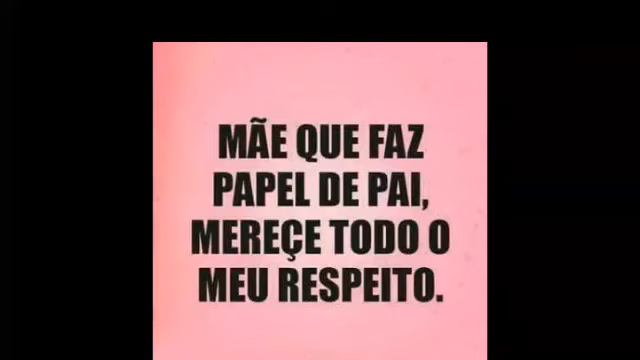 MÃE QUE FAZ
PAPEL DE PAI,
MEREÇE TODO O
MEU RESPEITO.